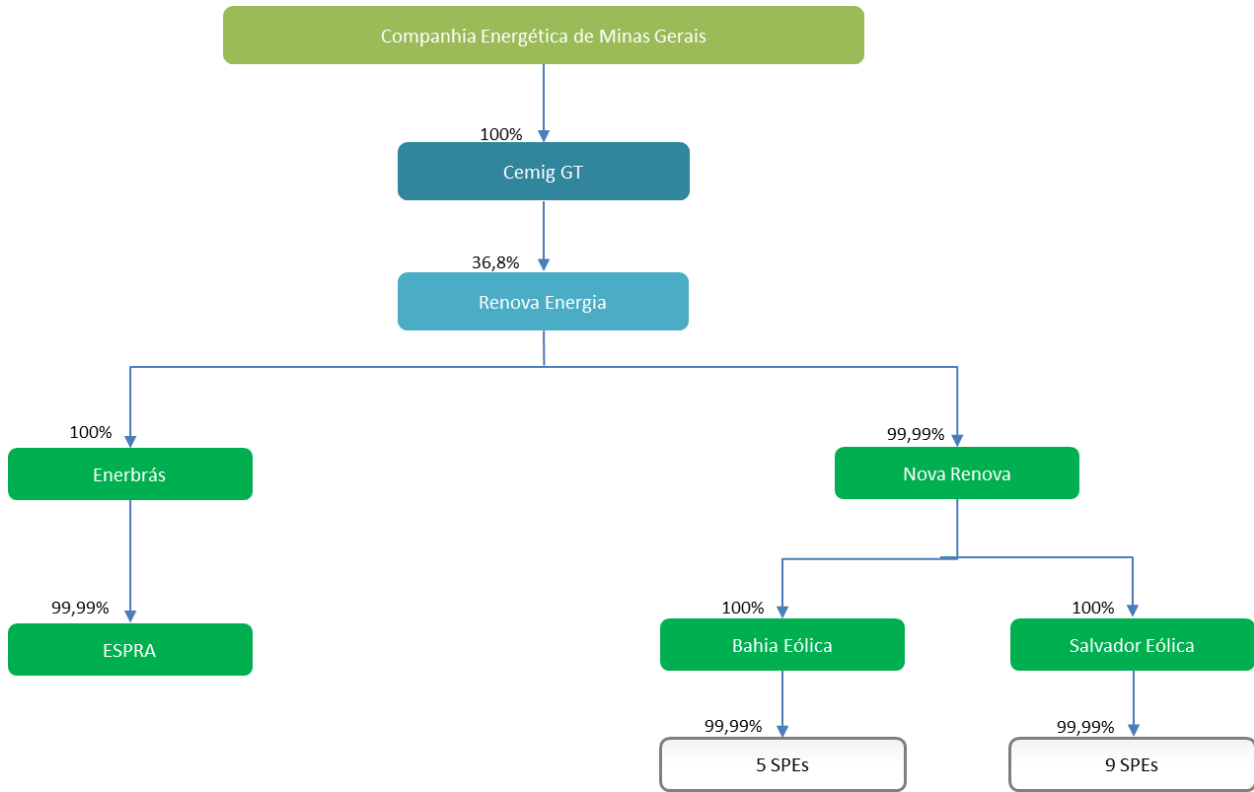 Companhia Energética de Minas Gerais
100%
Cemig GT
36,8%
Renova Energia
100%
99,99%
Enerbrás
Nova Renova
99,99%
100%
100%
ESPRA
Bahia Eólica
Salvador Eólica
99,99%
99,99%
5 SPEs
9 SPEs